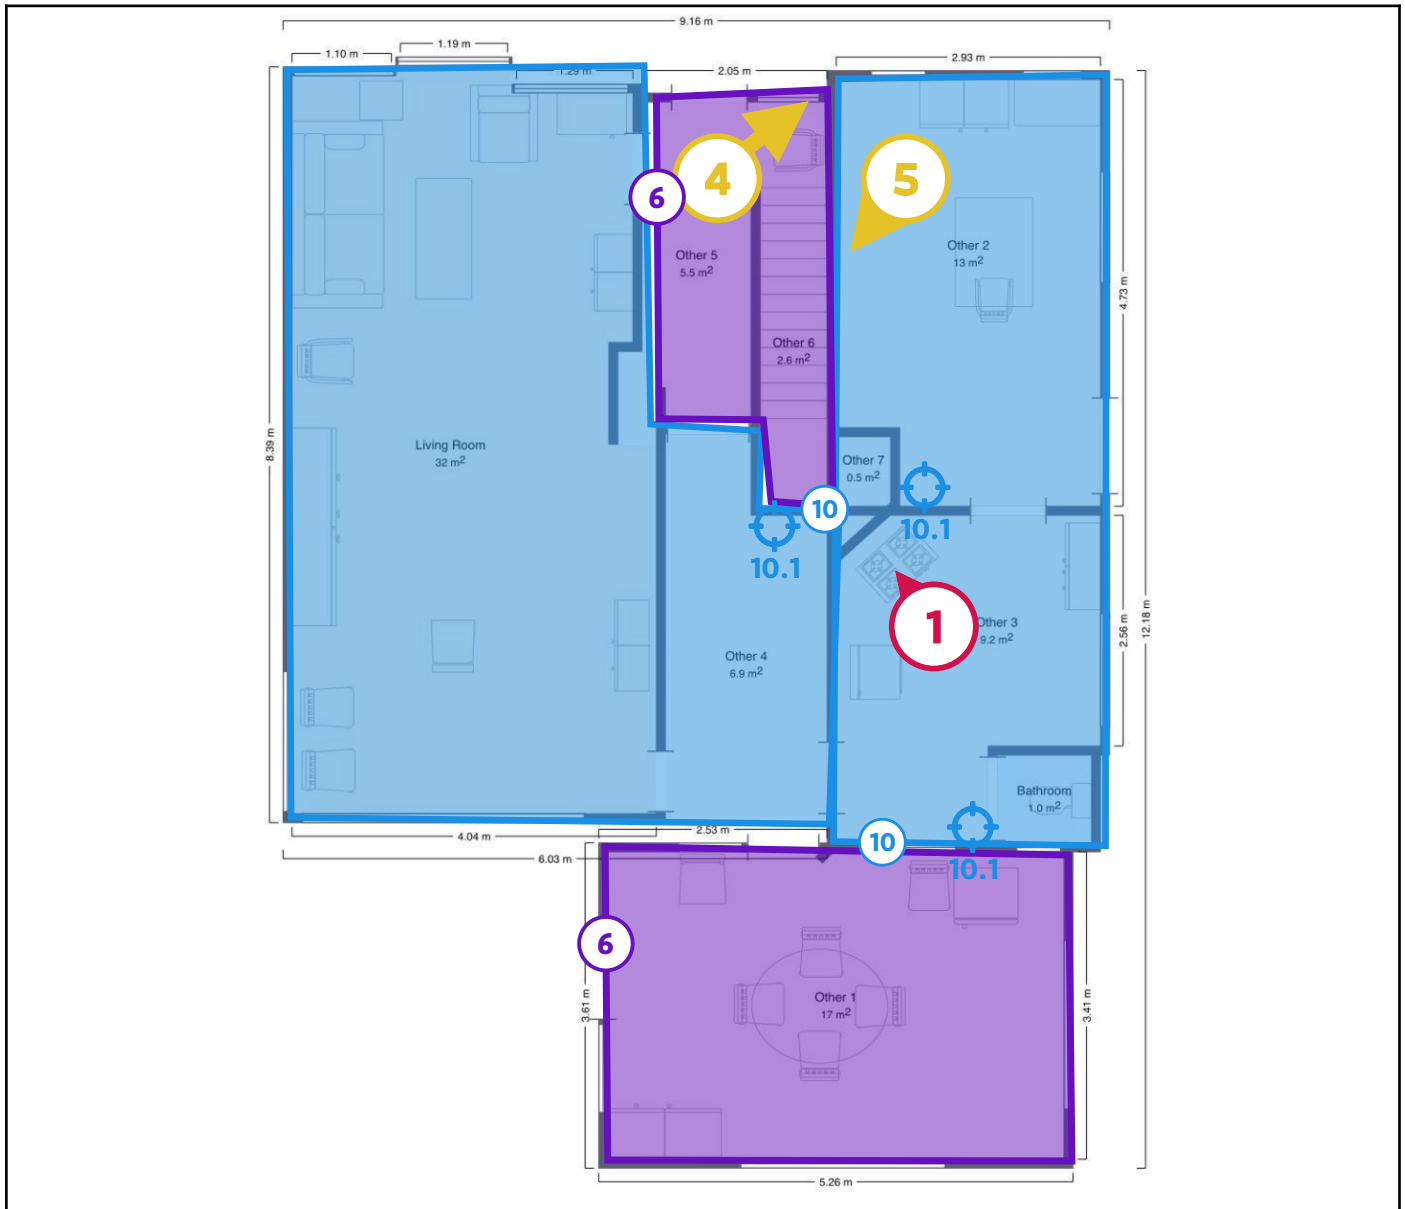 9.16 m
1.19 m
1.10 m
1.29 m
2.05 m
2.93 m
4
5
6
Other 5
5.5 m²
Other 2
13 m²
4.73 m
Other 6
2.6 m²
8.39 m
Living Room
32 m²
Other 7
0.5 m²
10
10.1
10.1
1
Other 3
9.2 m²
2.56 m
12.18 m
Other 4
6.9 m²
Bathroom
1.0 m²
4.04 m
2.53 m
6.03 m
10
10.1
6
3.61 m
Other 1
17 m²
3.41 m
5.26 m